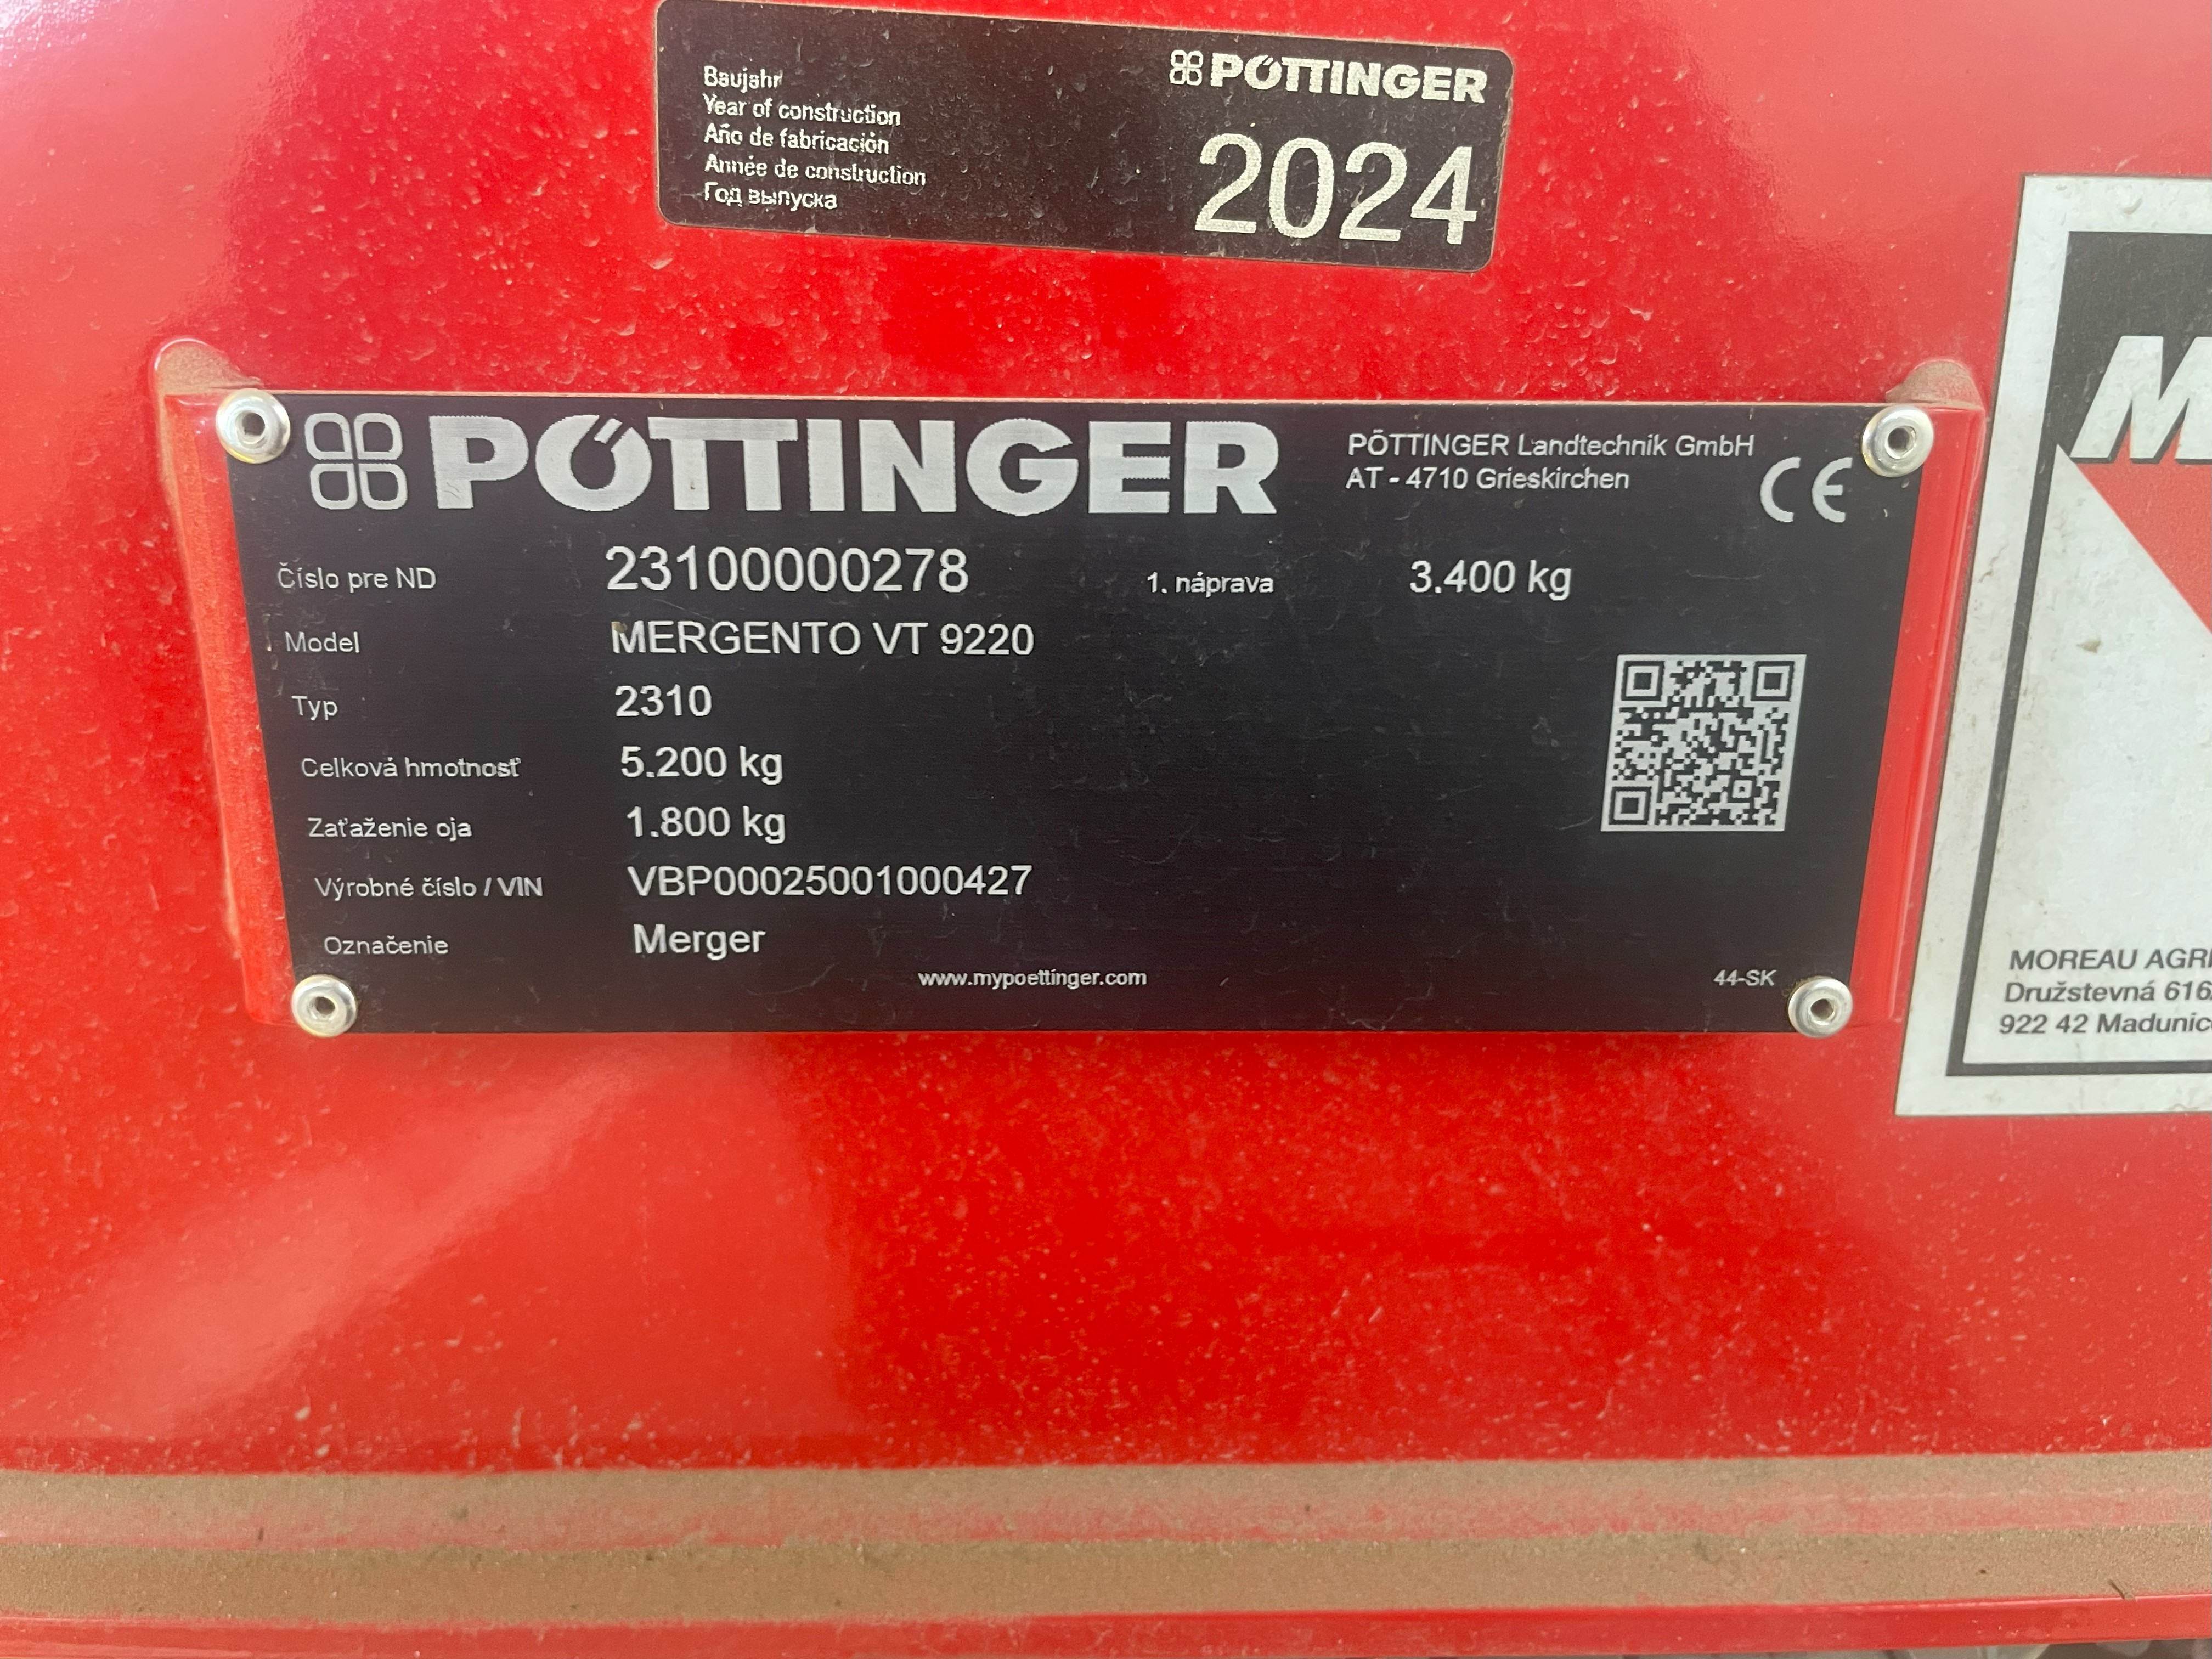 Baujahr
Year of construction
Año de fabricación
Année de construction
Год выпуска
PÖTTINGER
2024
PÖTTINGER
PÖTTINGER Landtechnik GmbH
AT - 4710 Grieskirchen
CE
Číslo pre ND 23100000278 1. náprava 3.400 kg
Model MERGENTO VT 9220
Typ 2310
Celková hmotnosť 5.200 kg
Zaťaženie oja 1.800 kg
Výrobné číslo / VIN VBP00025001000427
Označenie Merger
www.mypoettinger.com 44-SK
M
MOREAU AGRI
Družstevná 616
922 42 Madunic